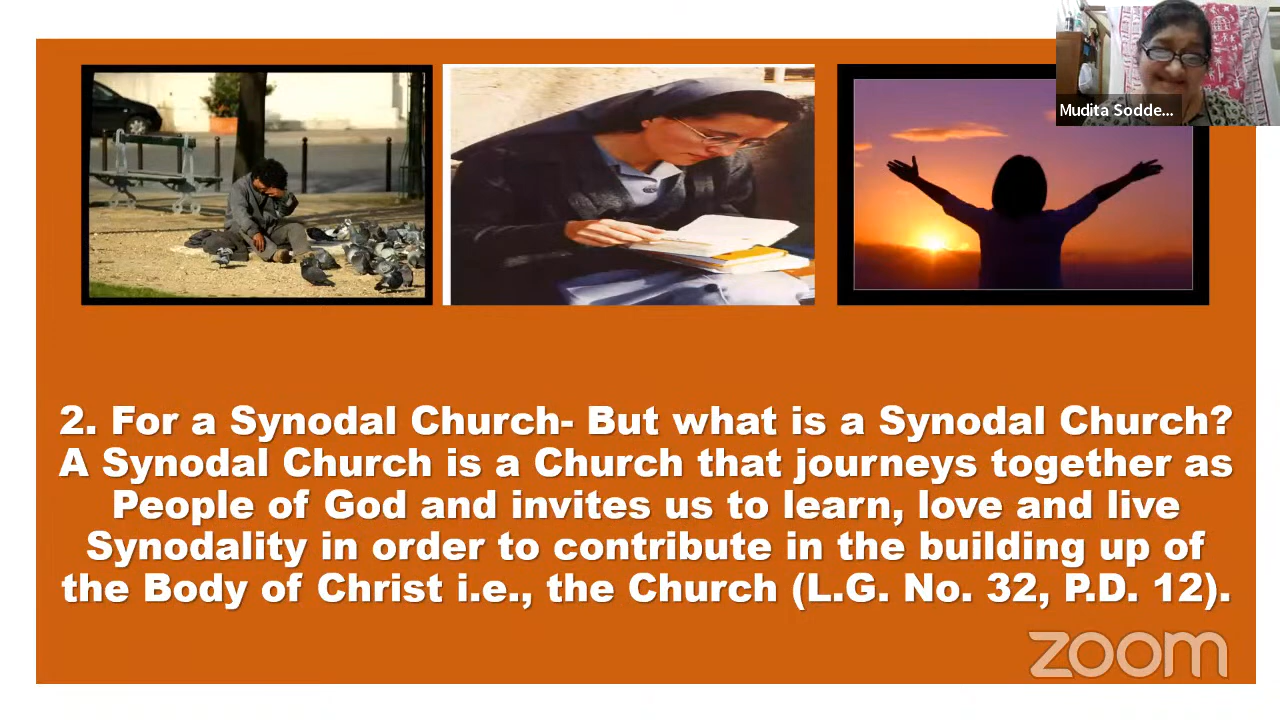 Mudita Sodde...
2. For a Synodal Church- But what is a Synodal Church?
A Synodal Church is a Church that journeys together as
People of God and invites us to learn, love and live
Synodality in order to contribute in the building up of
the Body of Christ i.e., the Church (L.G. No. 32, P.D. 12).
zoom